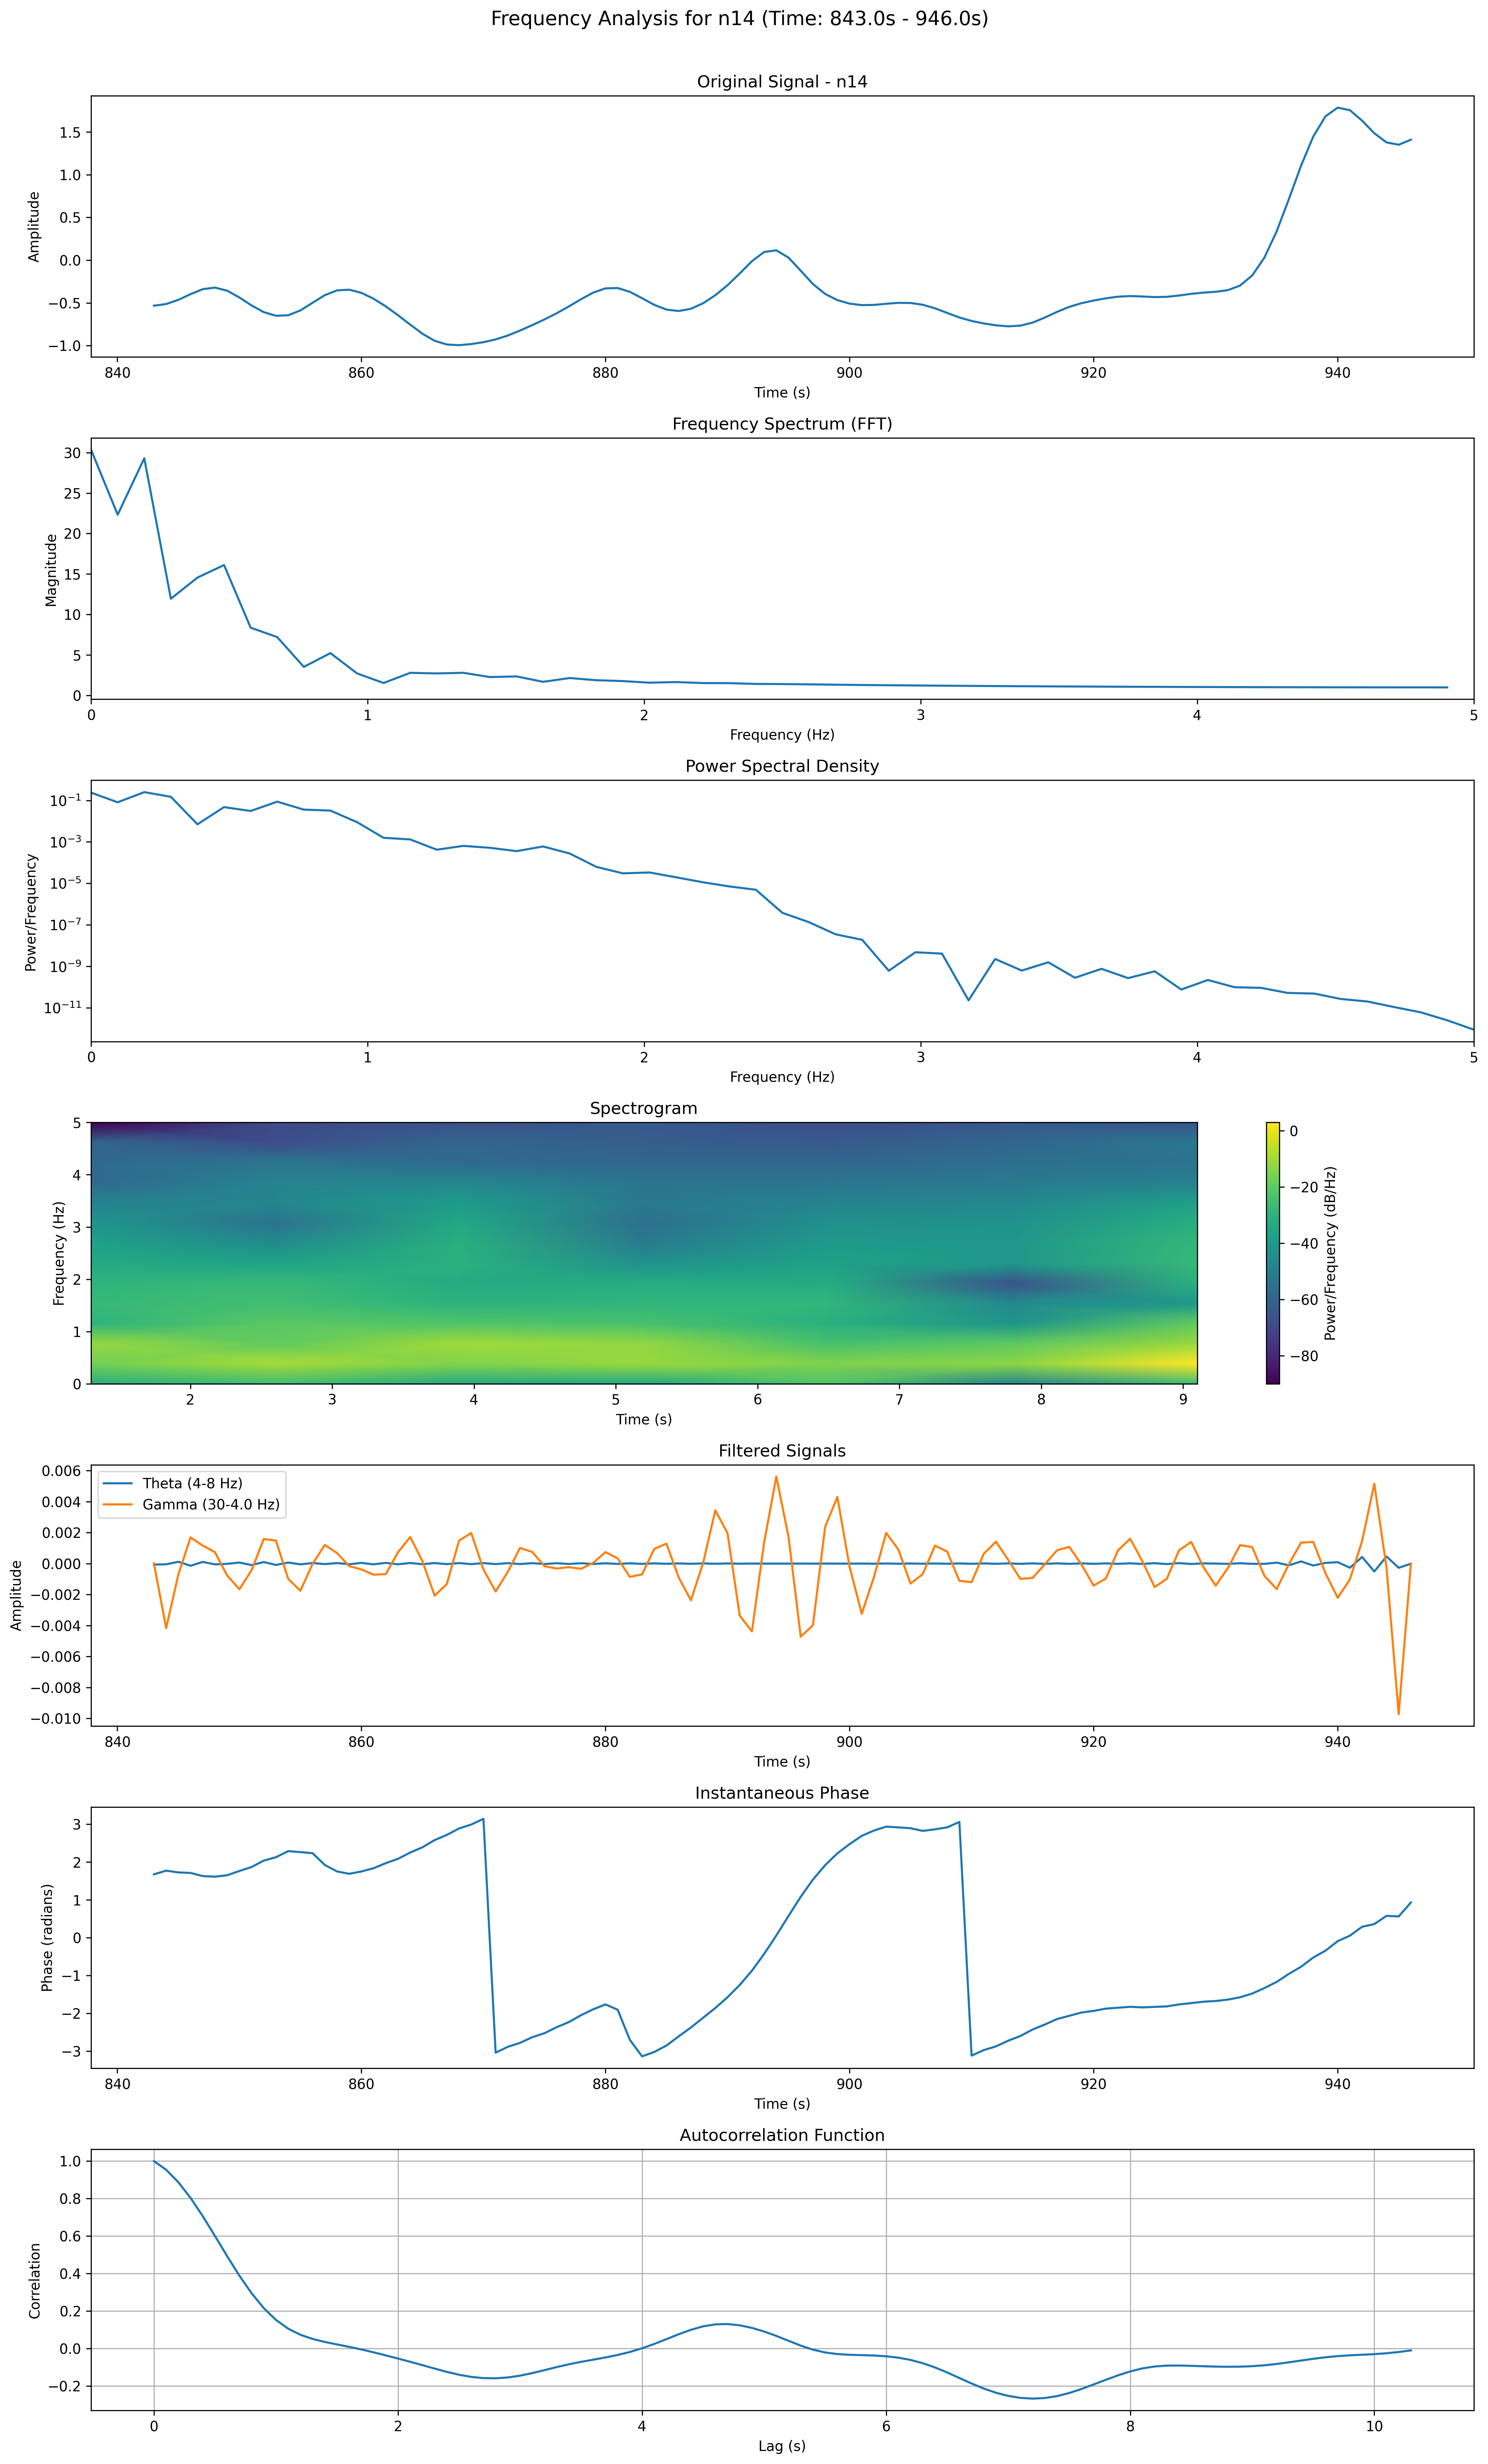 Frequency Analysis for n14 (Time: 843.0s - 946.0s)
Original Signal - n14
Amplitude
1.5
1.0
0.5
0.0
−0.5
−1.0
840 860 880 900 920 940
Time (s)
Frequency Spectrum (FFT)
Magnitude
30
25
20
15
10
5
0
0 1 2 3 4 5
Frequency (Hz)
Power Spectral Density
Power/Frequency
10⁻¹
10⁻³
10⁻⁵
10⁻⁷
10⁻⁹
10⁻¹¹
0 1 2 3 4 5
Frequency (Hz)
Spectrogram
Frequency (Hz)
5
4
3
2
1
0
2 3 4 5 6 7 8 9
Time (s)
0
−20
−40
−60
−80
Power/Frequency (dB/Hz)
Filtered Signals
Theta (4-8 Hz)
Gamma (30-4.0 Hz)
Amplitude
0.006
0.004
0.002
0.000
−0.002
−0.004
−0.006
−0.008
−0.010
840 860 880 900 920 940
Time (s)
Instantaneous Phase
Phase (radians)
3
2
1
0
−1
−2
−3
840 860 880 900 920 940
Time (s)
Autocorrelation Function
Correlation
1.0
0.8
0.6
0.4
0.2
0.0
−0.2
0 2 4 6 8 10
Lag (s)